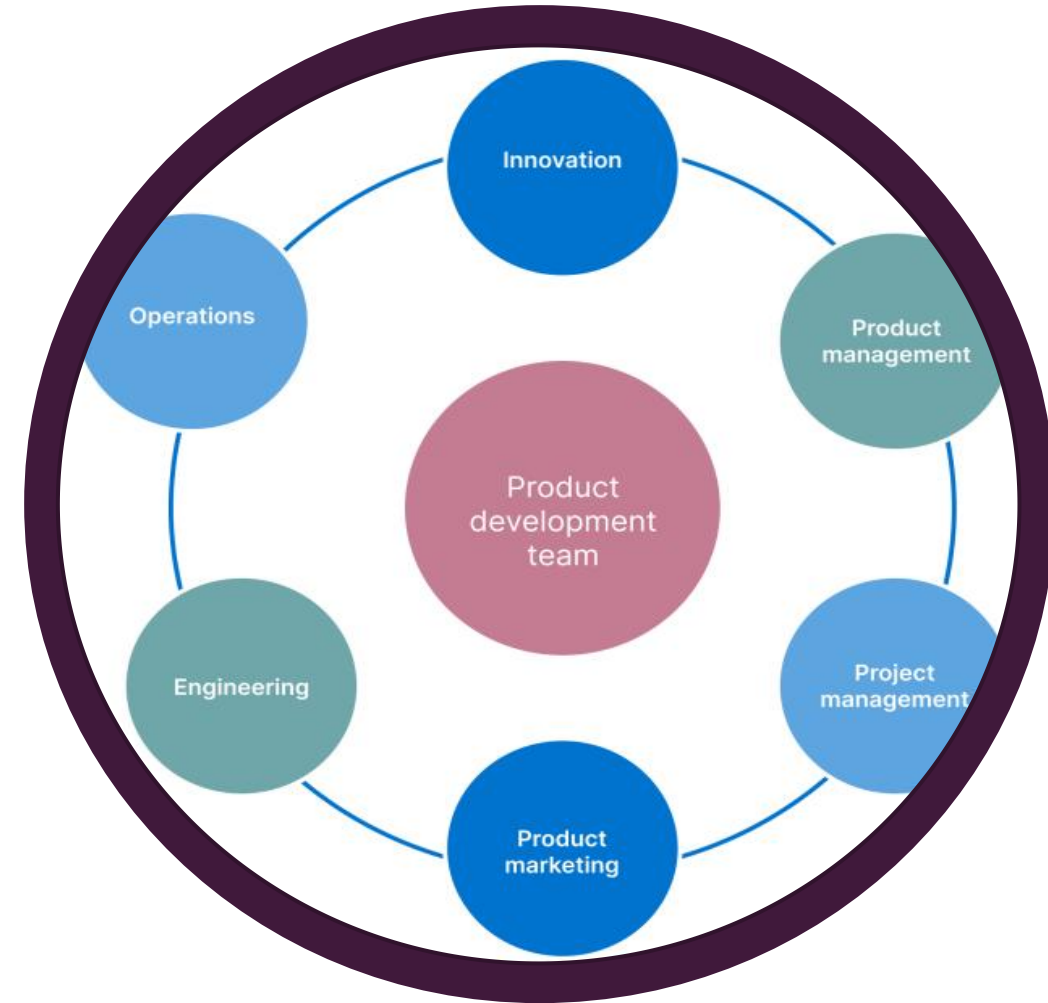 Innovation
Operations
Product
management
Product
development
team
Engineering
Project
management
Product
marketing